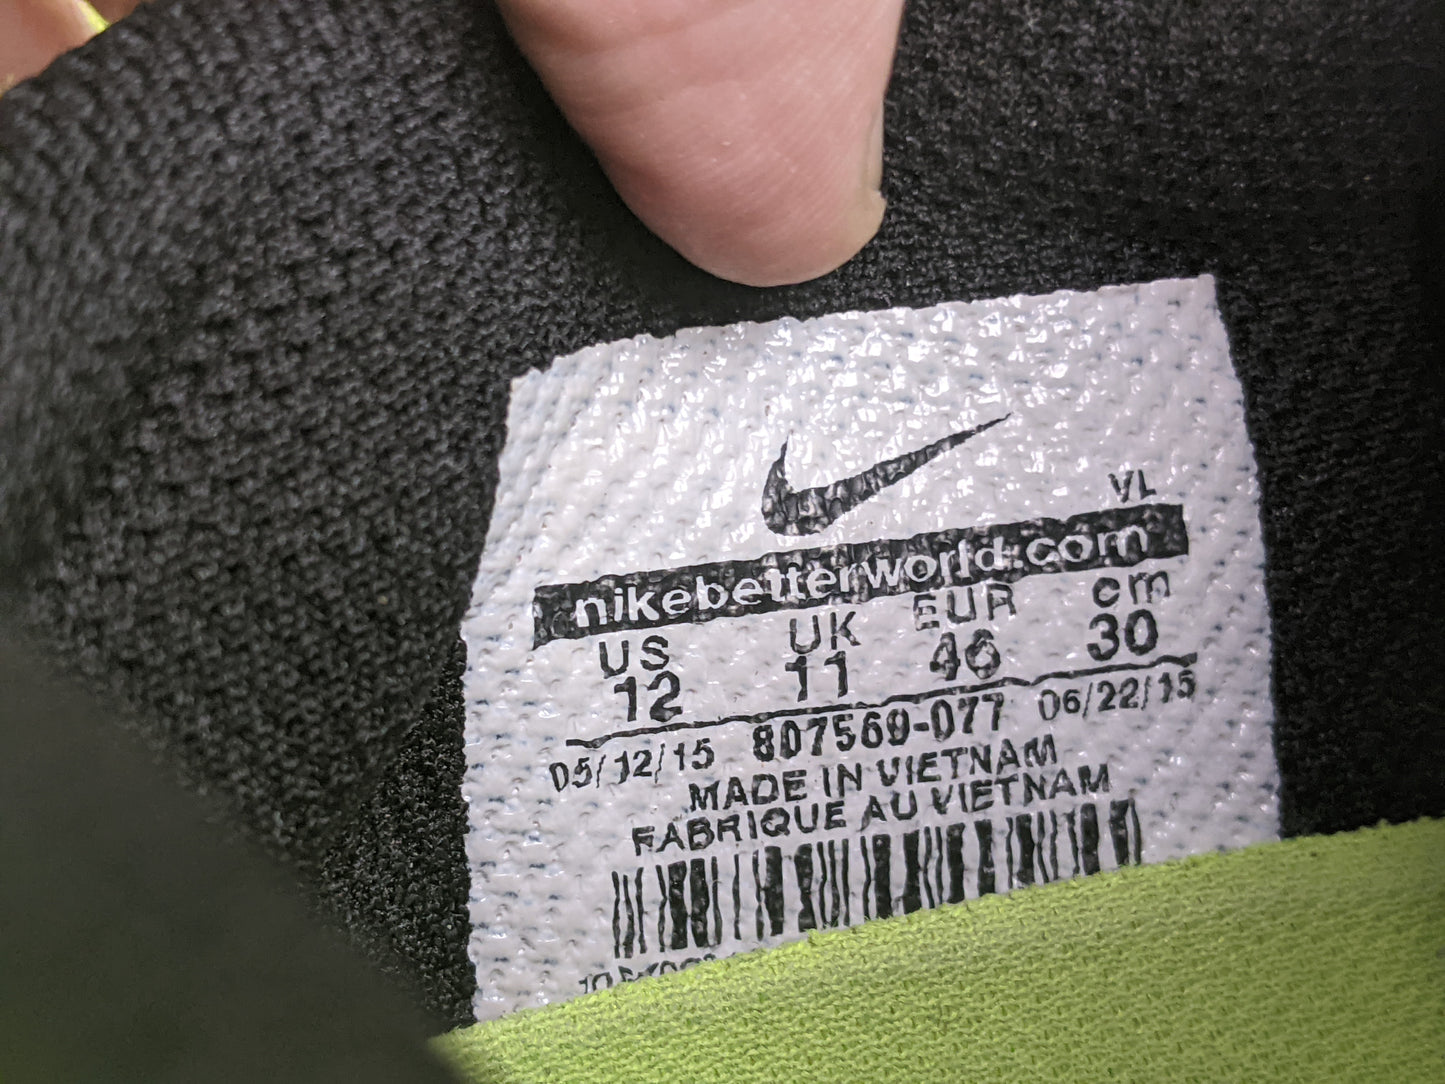 VL
nikebetterworld.com
US UK EUR cm
12 11 46 30
05/12/15 807569-077 06/22/15
MADE IN VIETNAM
FABRIQUE AU VIETNAM